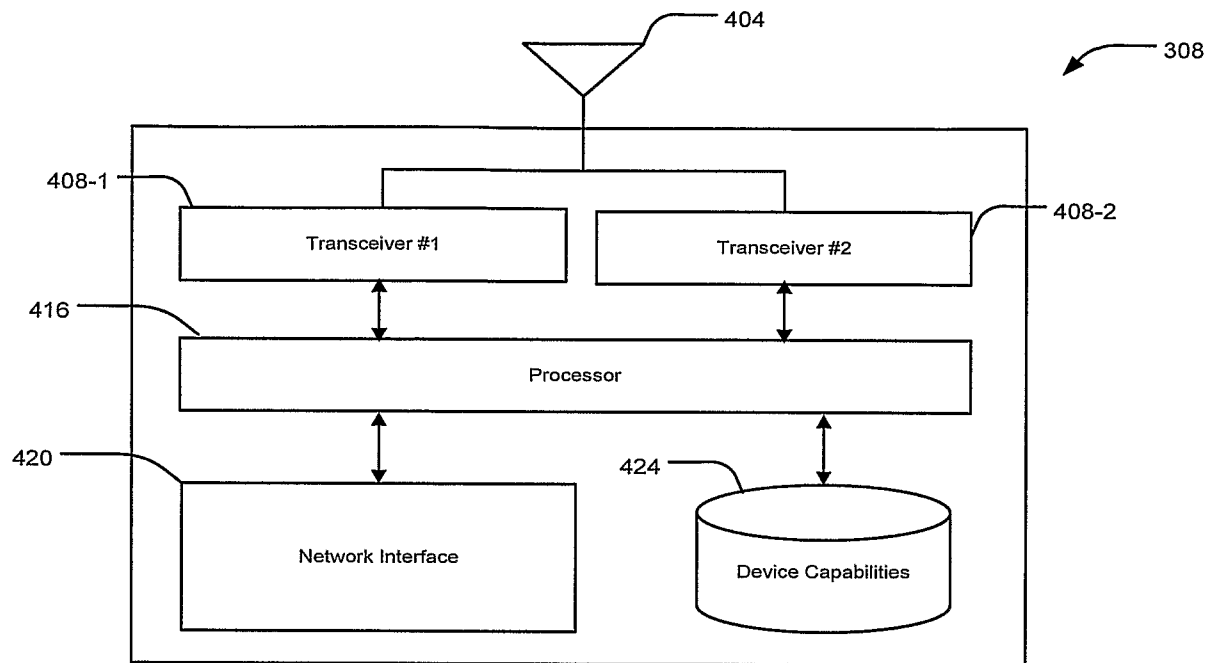 404
308
408-1
Transceiver #1
Transceiver #2
408-2
416
Processor
420
Network Interface
424
Device Capabilities